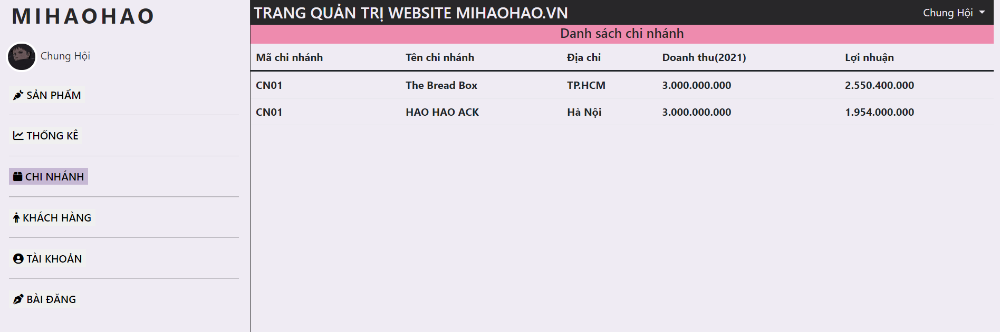 MIHAOHAO
Chung Hội
SẢN PHẨM
THỐNG KÊ
CHI NHÁNH
KHÁCH HÀNG
TÀI KHOẢN
BÀI ĐĂNG
TRANG QUẢN TRỊ WEBSITE MIHAOHAO.VN
Chung Hội
Danh sách chi nhánh
Mã chi nhánh Tên chi nhánh Địa chỉ Doanh thu(2021) Lợi nhuận
CN01 The Bread Box TP.HCM 3.000.000.000 2.550.400.000
CN01 HAO HAO ACK Hà Nội 3.000.000.000 1.954.000.000